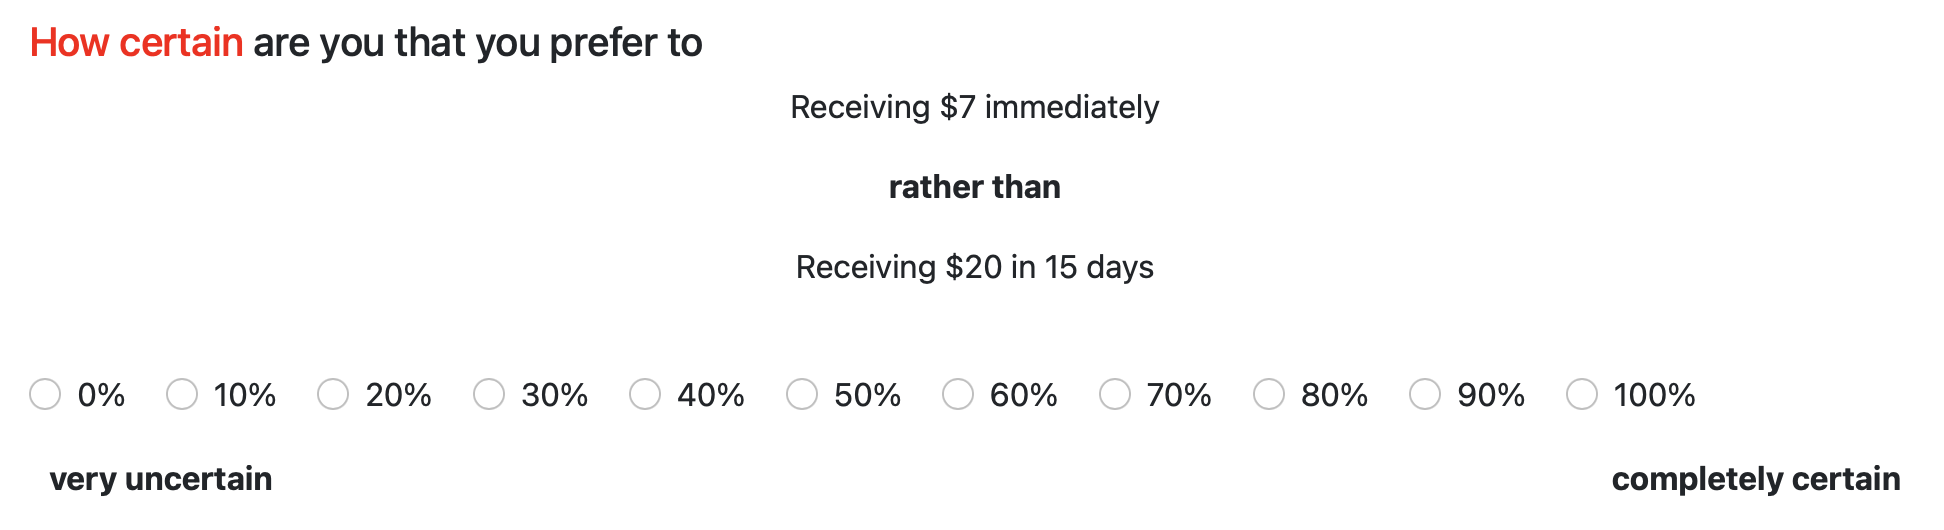 How certain are you that you prefer to
Receiving $7 immediately
rather than
Receiving $20 in 15 days
0% 10% 20% 30% 40% 50% 60% 70% 80% 90% 100%
very uncertain completely certain